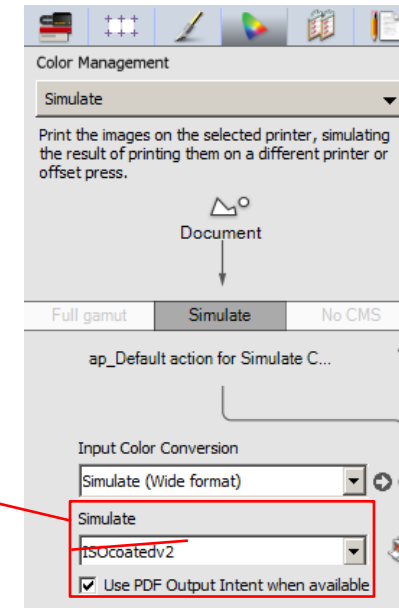 Color Management
Simulate
Print the images on the selected printer, simulating
the result of printing them on a different printer or
offset press.
Document
Full gamut
Simulate
No CMS
ap_Default action for Simulate C...
Input Color Conversion
Simulate (Wide format)
Simulate
ISOcoatedv2
Use PDF Output Intent when available